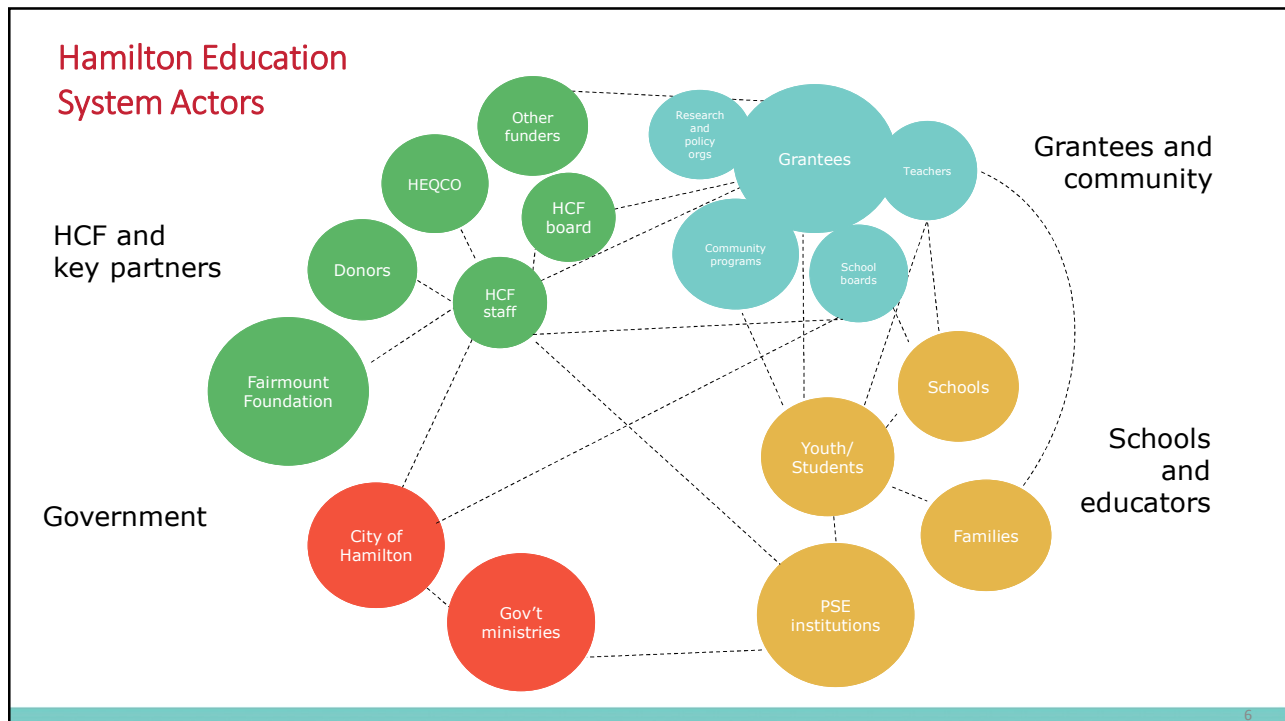 Hamilton Education
System Actors
HCF and
key partners
Other
funders
HEQCO
HCF
board
Donors
HCF
staff
Fairmount
Foundation
Research
and
policy
orgs
Grantees
Teachers
Community
programs
School
boards
Grantees and
community
Government
City of
Hamilton
Gov't
ministries
Schools
Youth/
Students
Families
PSE
institutions
Schools
and
educators
6